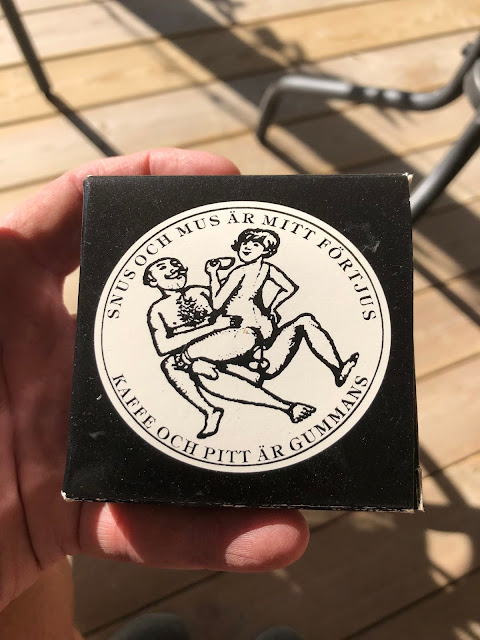 SNUS OCH MUS ÄR MITT FÖRTJUS
KAFFE OCH PITT ÄR GUMMANS